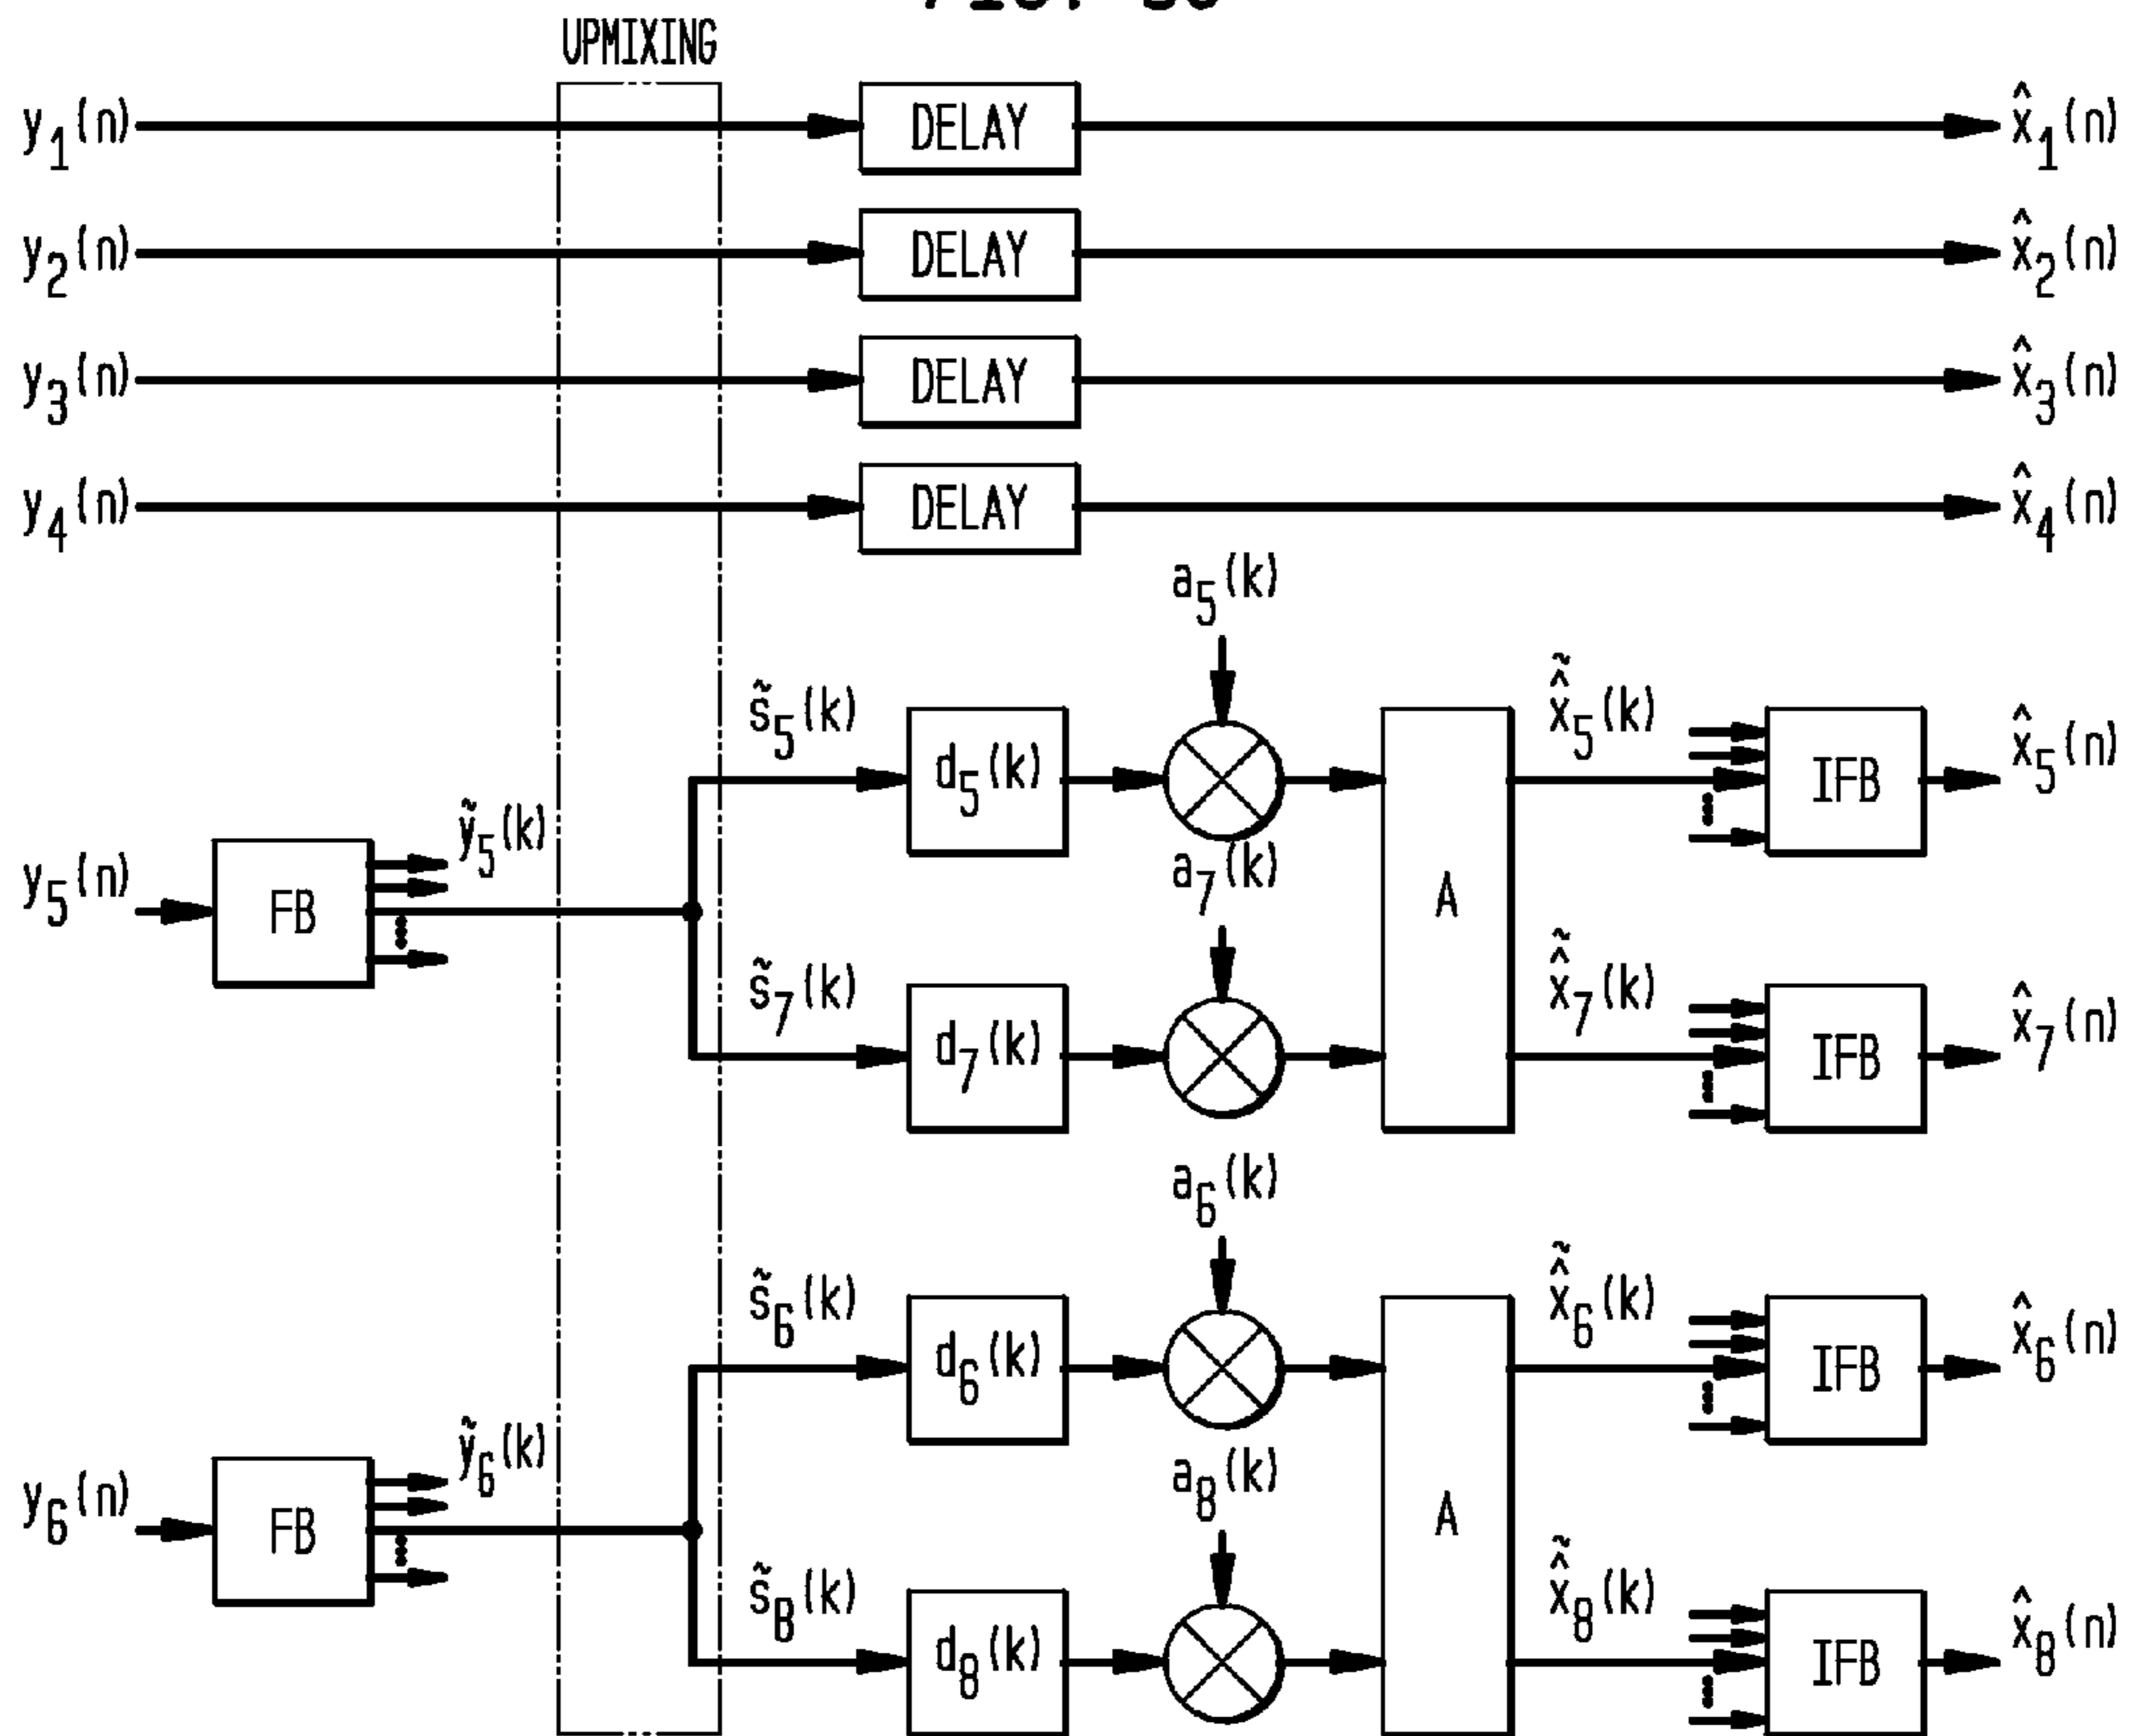 UPMIXING
y₁(n) DELAY x̂₁(n)
y₂(n) DELAY x̂₂(n)
y₃(n) DELAY x̂₃(n)
y₄(n) DELAY x̂₄(n)
a₅(k)
s̃₅(k) x̃̂₅(k)
d₅(k) IFB x̂₅(n)
ỹ₅(k)
a₇(k)
y₅(n) FB A
s̃₇(k) x̃̂₇(k)
d₇(k) IFB x̂₇(n)
a₆(k)
s̃₆(k) x̃̂₆(k)
d₆(k) IFB x̂₆(n)
ỹ₆(k)
a₈(k)
y₆(n) FB A
s̃₈(k) x̃̂₈(k)
d₈(k) IFB x̂₈(n)